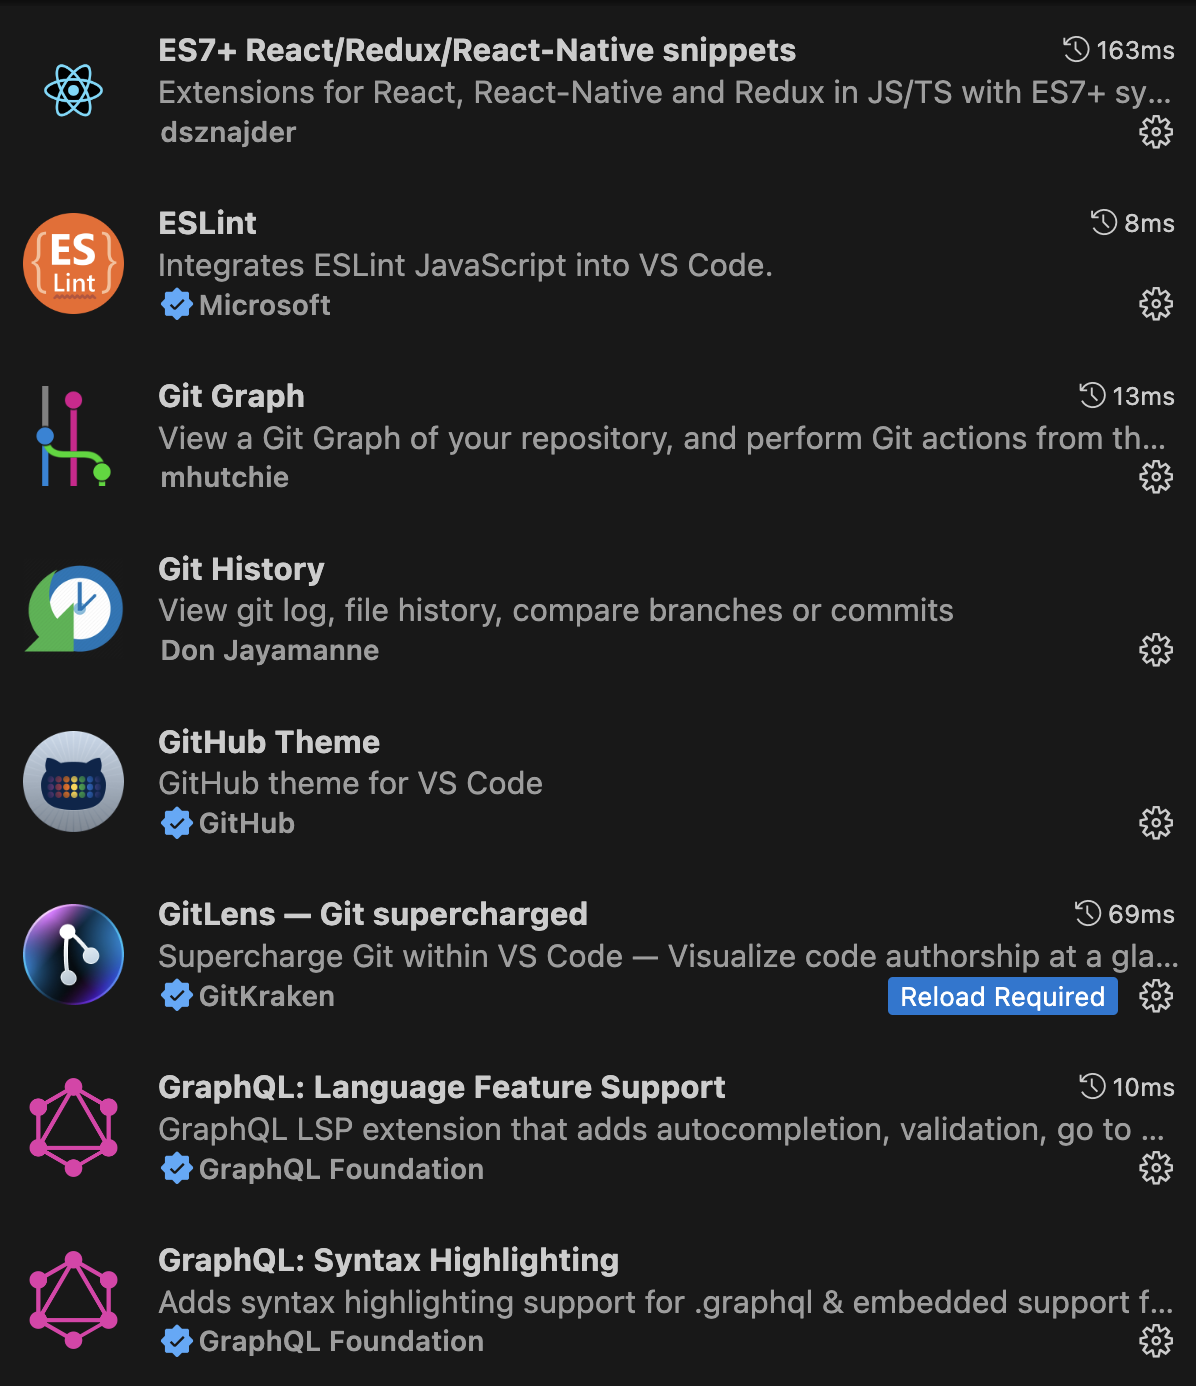 ES7+ React/Redux/React-Native snippets
163ms
Extensions for React, React-Native and Redux in JS/TS with ES7+ sy...
dsznajder
ES
Lint
ESLint
8ms
Integrates ESLint JavaScript into VS Code.
Microsoft
Git Graph
13ms
View a Git Graph of your repository, and perform Git actions from th...
mhutchie
Git History
View git log, file history, compare branches or commits
Don Jayamanne
GitHub Theme
GitHub theme for VS Code
GitHub
GitLens — Git supercharged
69ms
Supercharge Git within VS Code — Visualize code authorship at a gla...
GitKraken
Reload Required
GraphQL: Language Feature Support
10ms
GraphQL LSP extension that adds autocompletion, validation, go to ...
GraphQL Foundation
GraphQL: Syntax Highlighting
Adds syntax highlighting support for .graphql & embedded support f...
GraphQL Foundation